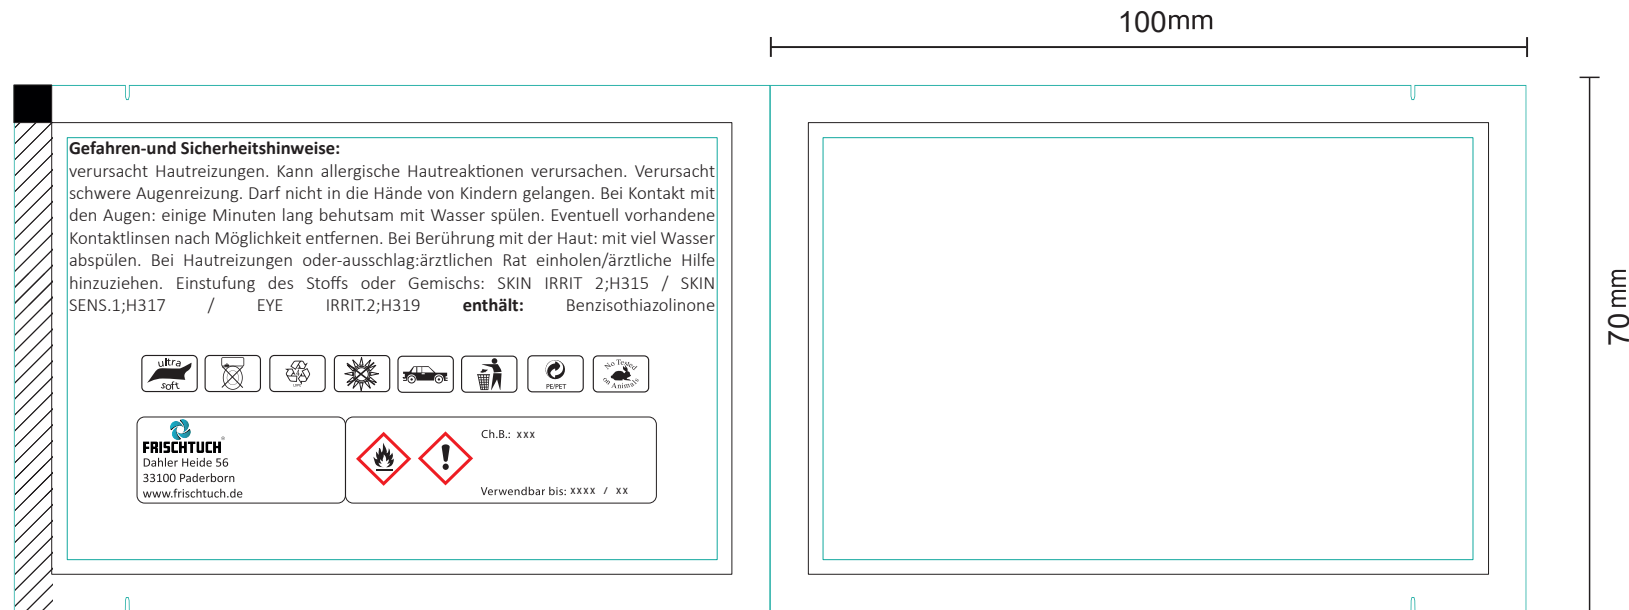 100mm
Gefahren-und Sicherheitshinweise:
verursacht Hautreizungen. Kann allergische Hautreaktionen verursachen. Verursacht
schwere Augenreizung. Darf nicht in die Hände von Kindern gelangen. Bei Kontakt mit
den Augen: einige Minuten lang behutsam mit Wasser spülen. Eventuell vorhandene
Kontaktlinsen nach Möglichkeit entfernen. Bei Berührung mit der Haut: mit viel Wasser
abspülen. Bei Hautreizungen oder-ausschlag:ärztlichen Rat einholen/ärztliche Hilfe
hinzuziehen. Einstufung des Stoffs oder Gemischs: SKIN IRRIT 2;H315 / SKIN
SENS.1;H317 / EYE IRRIT.2;H319 enthält: Benzisothiazolinone
70 mm
ultra
soft
PE/PET
No Tested
on Animals
FRISCHTUCH®
Dahler Heide 56
33100 Paderborn
www.frischtuch.de
Ch.B.: xxx
Verwendbar bis: xxxx / xx